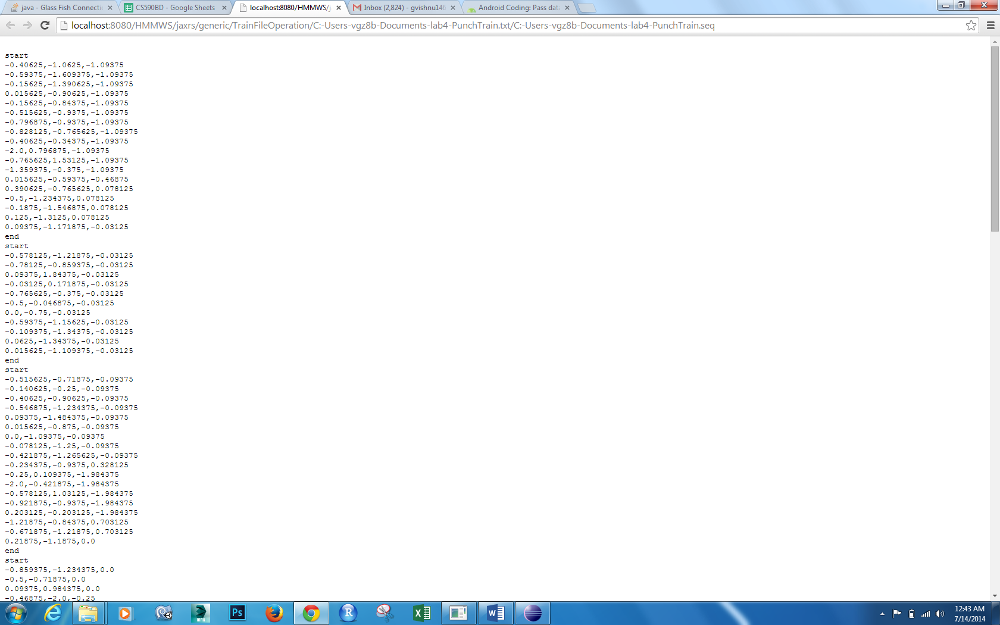 java - Glass Fish Connecti
CS590BD - Google Sheets
localhost:8080/HMMWS/j
Inbox (2,824) - gvishnu146
Android Coding: Pass data
localhost:8080/HMMWS/jaxrs/generic/TrainFileOperation/C:-Users-vgz8b-Documents-lab4-PunchTrain.txt/C:-Users-vgz8b-Documents-lab4-PunchTrain.seq
start
-0.40625,-1.0625,-1.09375
-0.59375,-1.609375,-1.09375
-0.15625,-1.390625,-1.09375
0.015625,-0.90625,-1.09375
-0.15625,-0.84375,-1.09375
-0.515625,-0.9375,-1.09375
-0.796875,-0.9375,-1.09375
-0.828125,-0.765625,-1.09375
-0.40625,-0.34375,-1.09375
-2.0,0.796875,-1.09375
-0.765625,1.53125,-1.09375
-1.359375,-0.375,-1.09375
0.015625,-0.59375,-0.46875
0.390625,-0.765625,0.078125
-0.5,-1.234375,0.078125
-0.1875,-1.546875,0.078125
0.125,-1.3125,0.078125
0.09375,-1.171875,-0.03125
end
start
-0.578125,-1.21875,-0.03125
-0.78125,-0.859375,-0.03125
0.09375,1.84375,-0.03125
-0.03125,0.171875,-0.03125
-0.765625,-0.375,-0.03125
-0.5,-0.046875,-0.03125
0.0,-0.75,-0.03125
-0.59375,-1.15625,-0.03125
-0.109375,-1.34375,-0.03125
0.0625,-1.34375,-0.03125
0.015625,-1.109375,-0.03125
end
start
-0.515625,-0.71875,-0.09375
-0.140625,-0.25,-0.09375
-0.40625,-0.90625,-0.09375
-0.546875,-1.234375,-0.09375
0.09375,-1.484375,-0.09375
0.015625,-0.875,-0.09375
0.0,-1.09375,-0.09375
-0.078125,-1.25,-0.09375
-0.421875,-1.265625,-0.09375
-0.234375,-0.9375,0.328125
-0.25,0.109375,-1.984375
-2.0,-0.421875,-1.984375
-0.578125,1.03125,-1.984375
-0.921875,-0.9375,-1.984375
0.203125,-0.203125,-1.984375
-1.21875,-0.84375,0.703125
-0.671875,-1.21875,0.703125
0.21875,-1.1875,0.0
end
start
-0.859375,-1.234375,0.0
-0.5,-0.71875,0.0
0.09375,0.984375,0.0
-0.46875,-2.0,-0.25
MAX
Ps
R
X
W
12:43 AM
7/14/2014